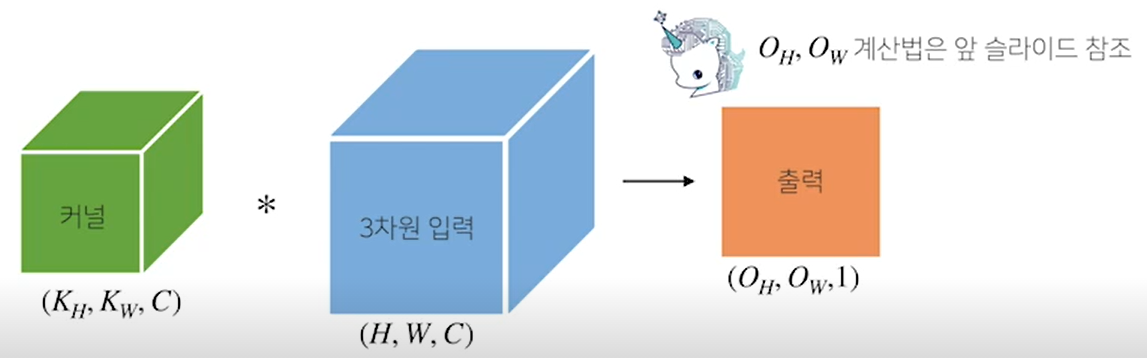 O_H, O_W 계산법은 앞 슬라이드 참조
커널
*
3차원 입력
출력
(K_H, K_W, C)
(H, W, C)
(O_H, O_W,1)